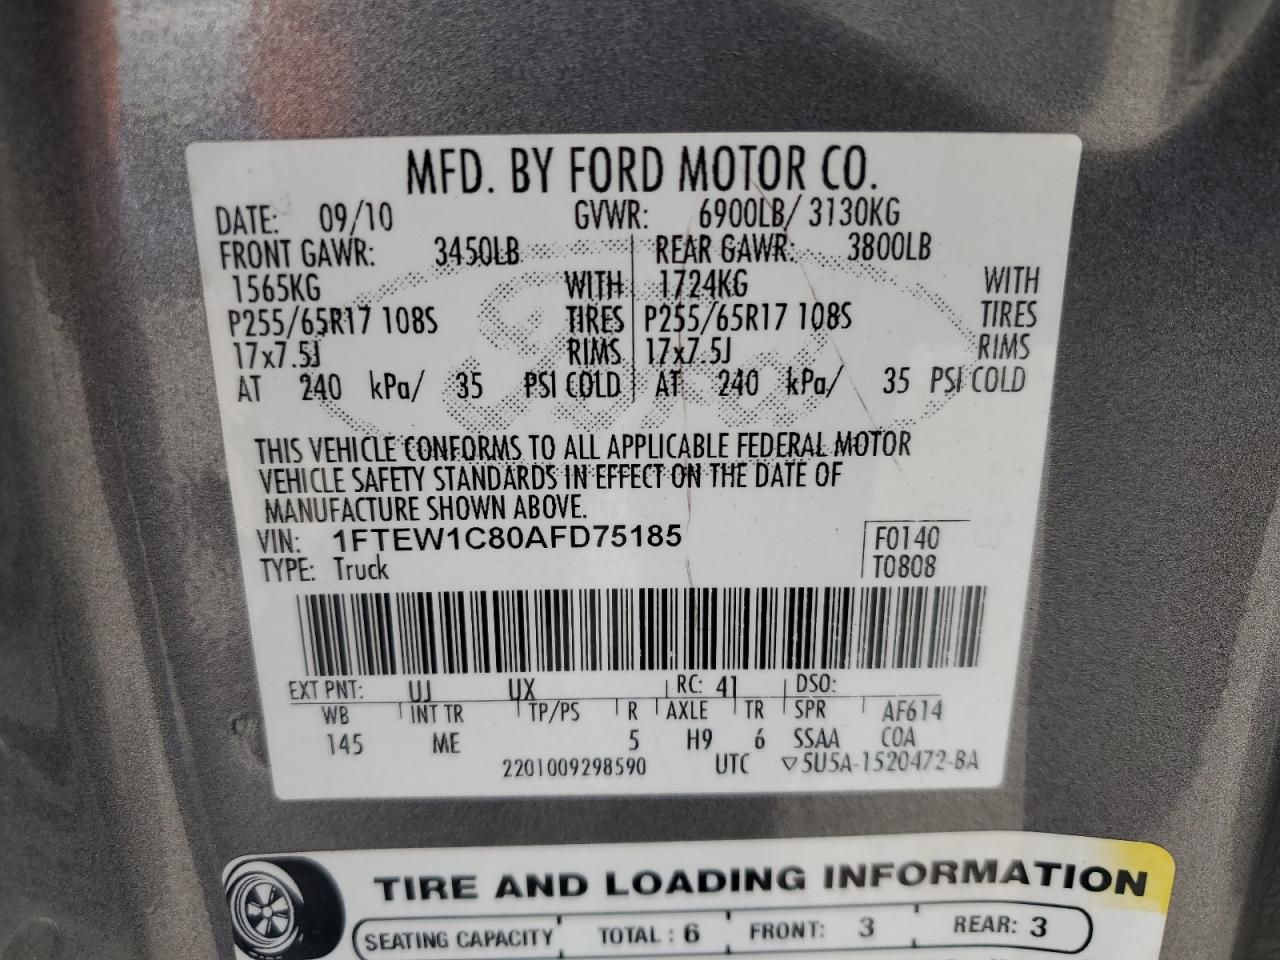 MFD. BY FORD MOTOR CO.
DATE: 09/10 GVWR: 6900LB/ 3130KG
FRONT GAWR: 3450LB REAR GAWR: 3800LB
1565KG WITH 1724KG WITH
P255/65R17 108S TIRES P255/65R17 108S TIRES
17x7.5J RIMS 17x7.5J RIMS
AT 240 kPa/ 35 PSI COLD AT 240 kPa/ 35 PSI COLD
Ford
THIS VEHICLE CONFORMS TO ALL APPLICABLE FEDERAL MOTOR
VEHICLE SAFETY STANDARDS IN EFFECT ON THE DATE OF
MANUFACTURE SHOWN ABOVE.
VIN: 1FTEW1C80AFD75185 F0140
TYPE: Truck T0808
EXT PNT: UJ UX RC: 41 DSO:
WB INT TR TP/PS R AXLE TR SPR AF614
145 ME 5 H9 6 SSAA COA
2201009298590 UTC ▽5U5A-1520472-BA
TIRE AND LOADING INFORMATION
SEATING CAPACITY TOTAL : 6 FRONT: 3 REAR: 3